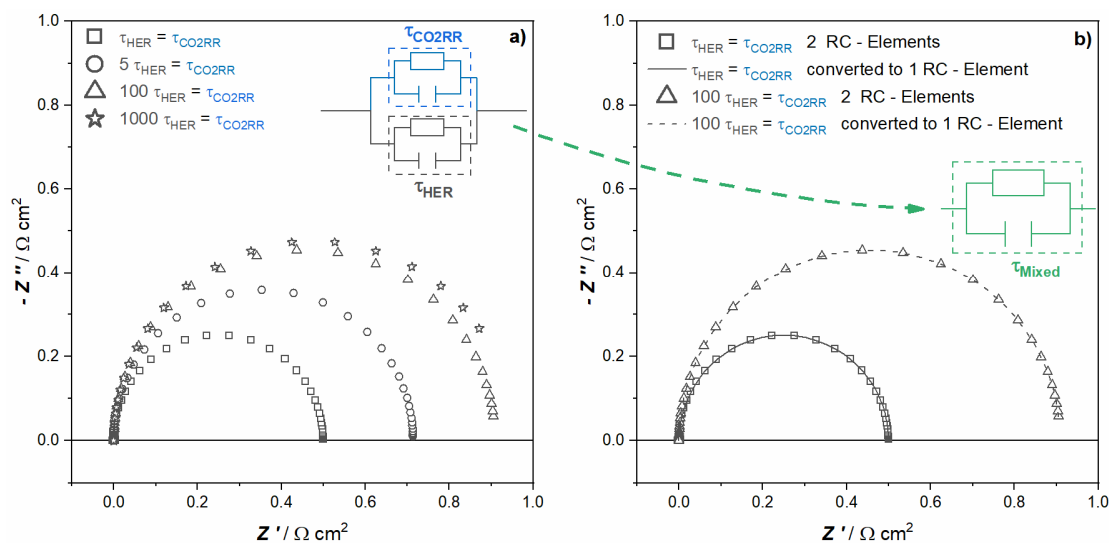 a)
τHER = τCO2RR
5 τHER = τCO2RR
100 τHER = τCO2RR
1000 τHER = τCO2RR
τCO2RR
τHER
- Z'' / Ω cm²
1.0
0.8
0.6
0.4
0.2
0.0
0.0 0.2 0.4 0.6 0.8 1.0
Z' / Ω cm²
b)
τHER = τCO2RR 2 RC - Elements
τHER = τCO2RR converted to 1 RC - Element
100 τHER = τCO2RR 2 RC - Elements
100 τHER = τCO2RR converted to 1 RC - Element
τMixed
- Z'' / Ω cm²
1.0
0.8
0.6
0.4
0.2
0.0
0.0 0.2 0.4 0.6 0.8 1.0
Z' / Ω cm²